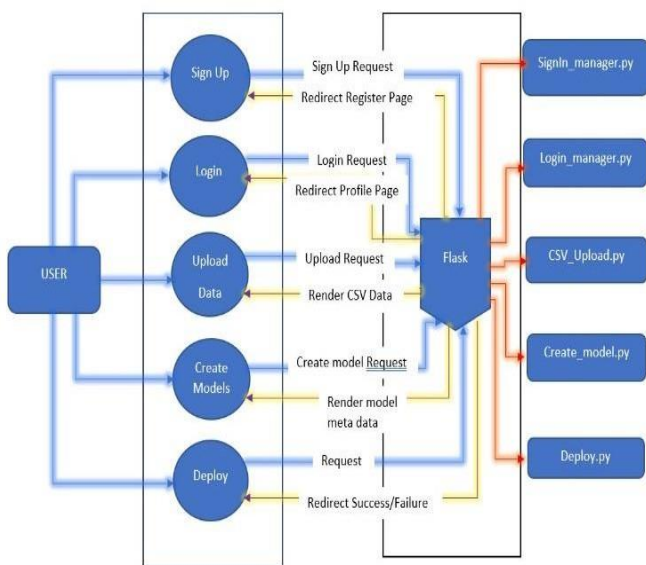 Sign Up
Sign Up Request
Redirect Register Page
SignIn_manager.py
Login
Login Request
Redirect Profile Page
Login_manager.py
USER
Upload
Data
Upload Request
Render CSV Data
Flask
CSV_Upload.py
Create
Models
Create model Request
Render model
meta data
Create_model.py
Deploy
Request
Redirect Success/Failure
Deploy.py